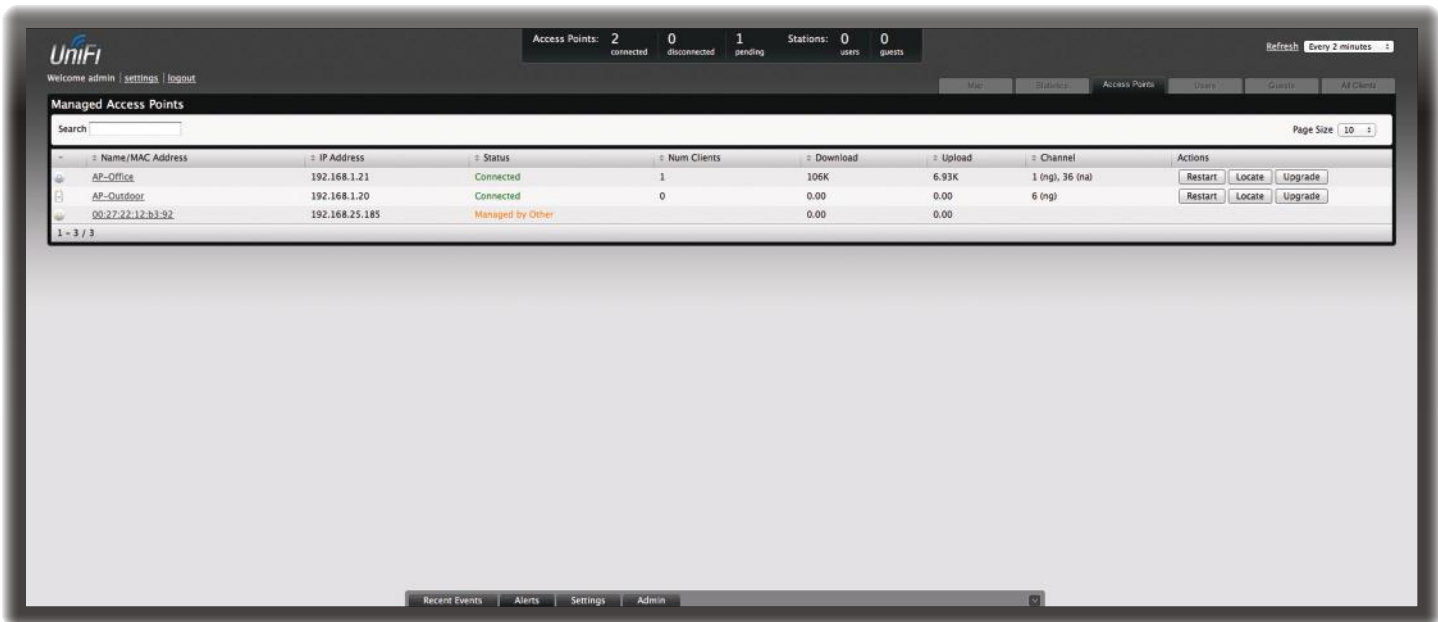 UniFi
Access Points: 2 connected 0 disconnected 1 pending Stations: 0 users 0 guests
Refresh Every 2 minutes
Welcome admin | settings | logout
Map Statistics Access Points Users Guests All Clients
Managed Access Points
Search Page Size 10
Name/MAC Address IP Address Status Num Clients Download Upload Channel Actions
AP-Office 192.168.1.21 Connected 1 106K 6.93K 1 (ng), 36 (na) Restart Locate Upgrade
AP-Outdoor 192.168.1.20 Connected 0 0.00 0.00 6 (ng) Restart Locate Upgrade
00:27:22:12:b3:92 192.168.25.185 Managed by Other 0.00 0.00
1 - 3 / 3
Recent Events Alerts Settings Admin